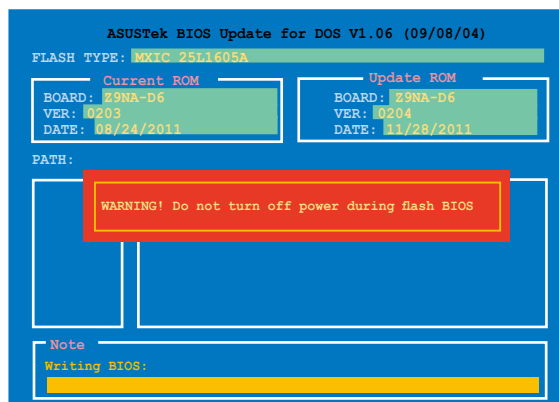 ASUSTek BIOS Update for DOS V1.06 (09/08/04)
FLASH TYPE: MXIC 25L1605A
Current ROM
BOARD: Z9NA-D6
VER: 0203
DATE: 08/24/2011
Update ROM
BOARD: Z9NA-D6
VER: 0204
DATE: 11/28/2011
PATH:
WARNING! Do not turn off power during flash BIOS
Note
Writing BIOS: